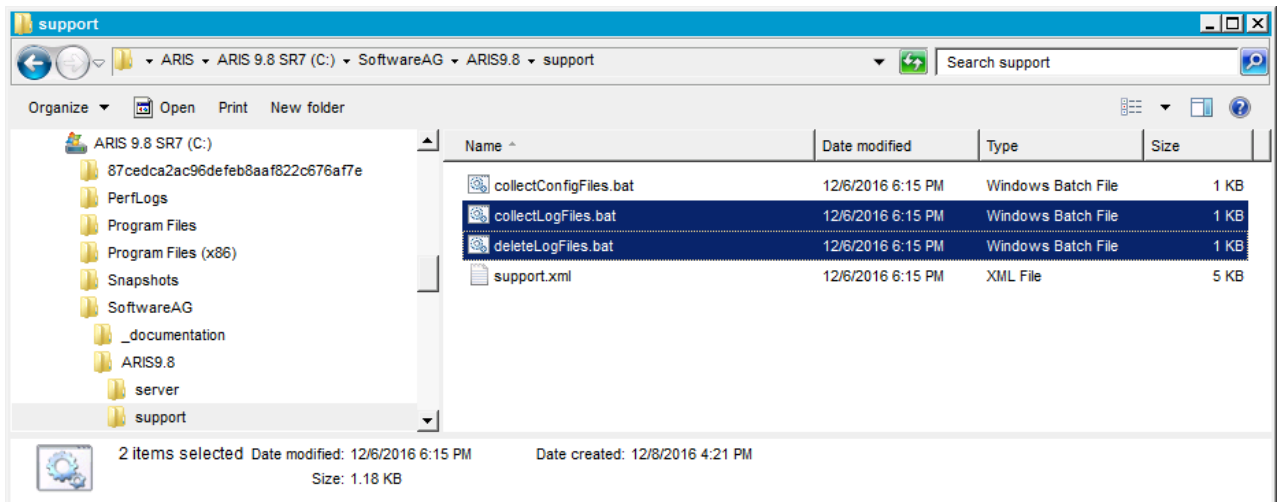 support
ARIS ARIS 9.8 SR7 (C:) SoftwareAG ARIS9.8 support
Search support
Organize Open Print New folder
ARIS 9.8 SR7 (C:)
87cedca2ac96defeb8aaf822c676af7e
PerfLogs
Program Files
Program Files (x86)
Snapshots
SoftwareAG
_documentation
ARIS9.8
server
support
Name Date modified Type Size
collectConfigFiles.bat 12/6/2016 6:15 PM Windows Batch File 1 KB
collectLogFiles.bat 12/6/2016 6:15 PM Windows Batch File 1 KB
deleteLogFiles.bat 12/6/2016 6:15 PM Windows Batch File 1 KB
support.xml 12/6/2016 6:15 PM XML File 5 KB
2 items selected Date modified: 12/6/2016 6:15 PM Date created: 12/8/2016 4:21 PM
Size: 1.18 KB